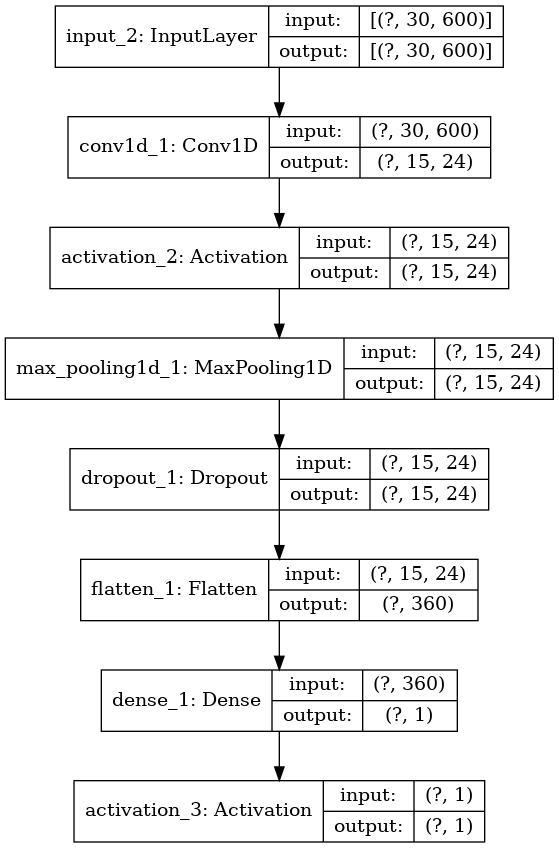 input_2: InputLayer
input:
[(?, 30, 600)]
output:
[(?, 30, 600)]
conv1d_1: Conv1D
input:
(?, 30, 600)
output:
(?, 15, 24)
activation_2: Activation
input:
(?, 15, 24)
output:
(?, 15, 24)
max_pooling1d_1: MaxPooling1D
input:
(?, 15, 24)
output:
(?, 15, 24)
dropout_1: Dropout
input:
(?, 15, 24)
output:
(?, 15, 24)
flatten_1: Flatten
input:
(?, 15, 24)
output:
(?, 360)
dense_1: Dense
input:
(?, 360)
output:
(?, 1)
activation_3: Activation
input:
(?, 1)
output:
(?, 1)